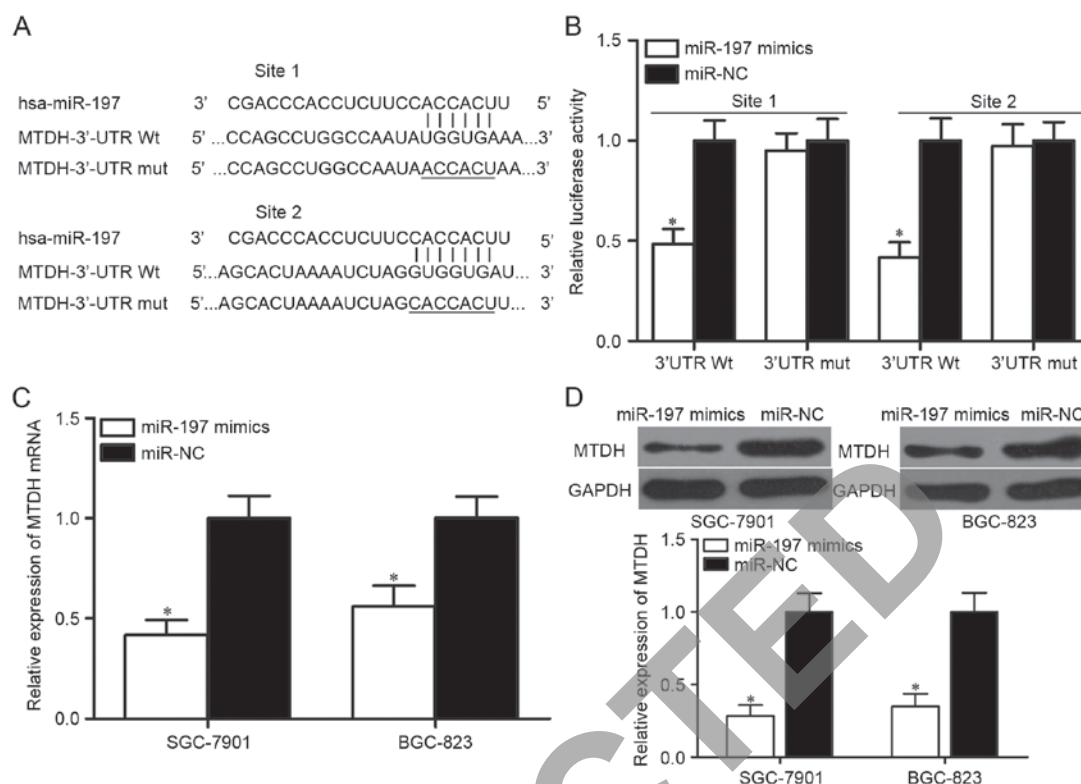 A
Site 1
hsa-miR-197 3' CGACCCACCUCUUCCACCACUU 5'
MTDH-3'-UTR Wt 5' ...CCAGCCUGGCCAAUAUGGUGAAA...3'
MTDH-3'-UTR mut 5' ...CCAGCCUGGCCAAUAACCACUAA...3'
Site 2
hsa-miR-197 3' CGACCCACCUCUUCCACCACUU 5'
MTDH-3'-UTR Wt 5'...AGCACUAAAAUCUAGGUGGUGAU... 3'
MTDH-3'-UTR mut 5'...AGCACUAAAAUCUAGCACCACUU... 3'
B
miR-197 mimics
miR-NC
Site 1 Site 2
Relative luciferase activity
1.5
1.0
0.5
0.0
* *
3'UTR Wt 3'UTR mut 3'UTR Wt 3'UTR mut
C
miR-197 mimics
miR-NC
Relative expression of MTDH mRNA
1.5
1.0
0.5
0.0
* *
SGC-7901 BGC-823
D
miR-197 mimics miR-NC miR-197 mimics miR-NC
MTDH MTDH
GAPDH GAPDH
SGC-7901 BGC-823
miR-197 mimics
miR-NC
Relative expression of MTDH
1.5
1.0
0.5
0.0
* *
SGC-7901 BGC-823
CTED